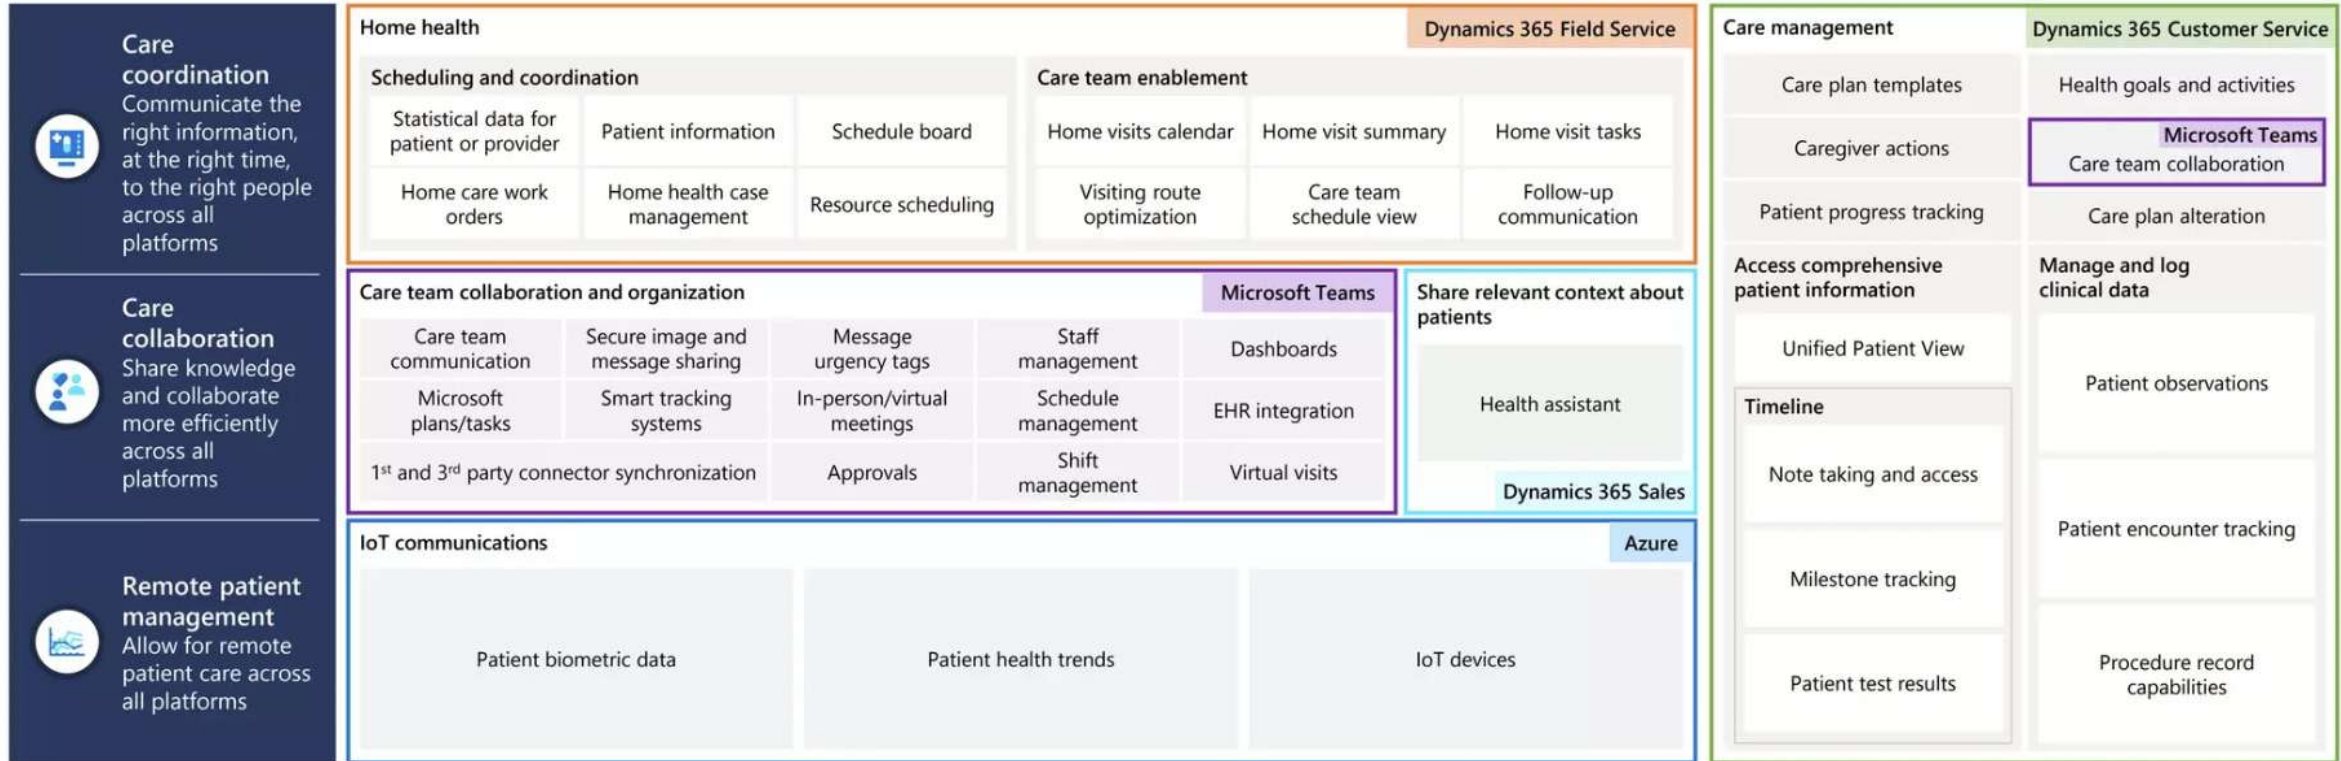 Care
coordination
Communicate the
right information,
at the right time,
to the right people
across all
platforms
Care
collaboration
Share knowledge
and collaborate
more efficiently
across all
platforms
Remote patient
management
Allow for remote
patient care across
all platforms
Home health
Dynamics 365 Field Service
Scheduling and coordination
Statistical data for
patient or provider
Patient information
Schedule board
Home care work
orders
Home health case
management
Resource scheduling
Care team enablement
Home visits calendar
Home visit summary
Home visit tasks
Visiting route
optimization
Care team
schedule view
Follow-up
communication
Care team collaboration and organization
Microsoft Teams
Care team
communication
Secure image and
message sharing
Message
urgency tags
Staff
management
Dashboards
Microsoft
plans/tasks
Smart tracking
systems
In-person/virtual
meetings
Schedule
management
EHR integration
1st and 3rd party connector synchronization
Approvals
Shift
management
Virtual visits
Share relevant context about
patients
Health assistant
Dynamics 365 Sales
IoT communications
Azure
Patient biometric data
Patient health trends
IoT devices
Care management
Dynamics 365 Customer Service
Care plan templates
Health goals and activities
Caregiver actions
Microsoft Teams
Care team collaboration
Patient progress tracking
Care plan alteration
Access comprehensive
patient information
Unified Patient View
Timeline
Note taking and access
Milestone tracking
Patient test results
Manage and log
clinical data
Patient observations
Patient encounter tracking
Procedure record
capabilities